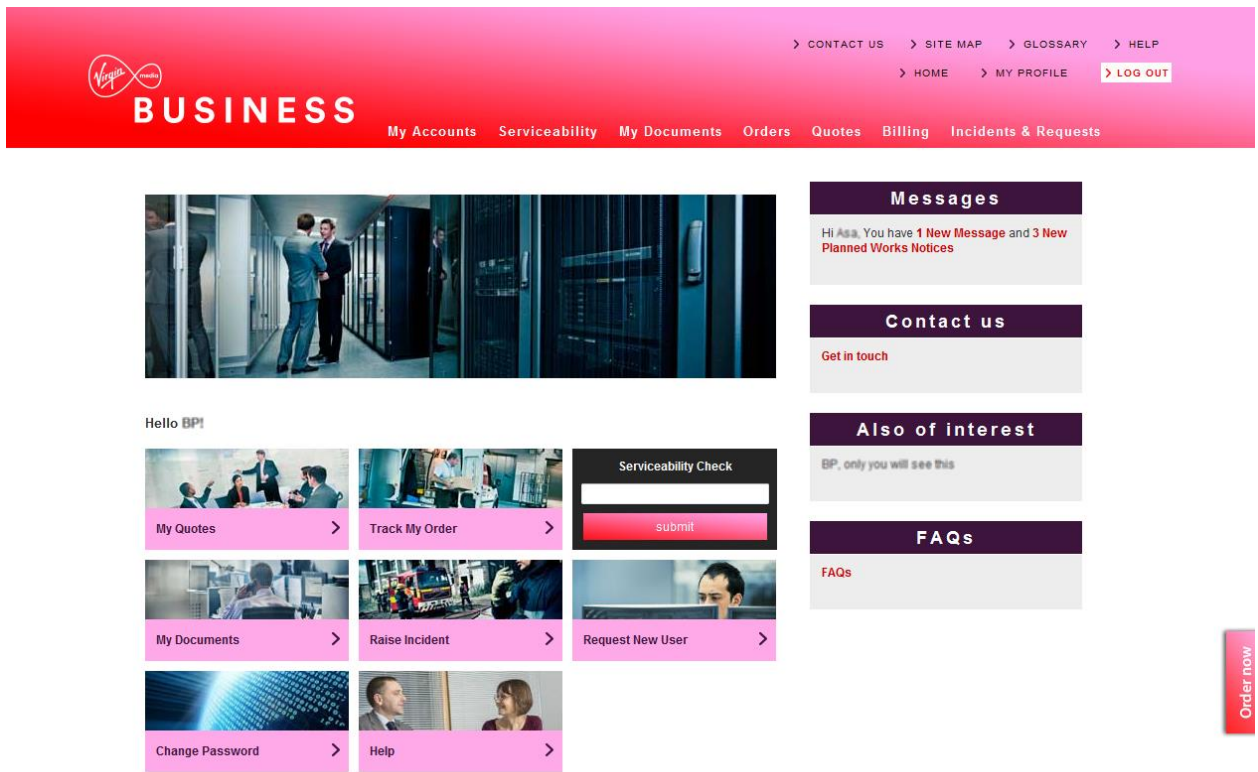 > CONTACT US > SITE MAP > GLOSSARY > HELP
> HOME > MY PROFILE > LOG OUT
Virgin media
BUSINESS
My Accounts Serviceability My Documents Orders Quotes Billing Incidents & Requests
Messages
Hi Asa, You have 1 New Message and 3 New
Planned Works Notices
Contact us
Get in touch
Also of interest
BP, only you will see this
FAQs
FAQs
Hello BP!
Serviceability Check
submit
My Quotes >
Track My Order >
My Documents >
Raise Incident >
Request New User >
Change Password >
Help >
Order now